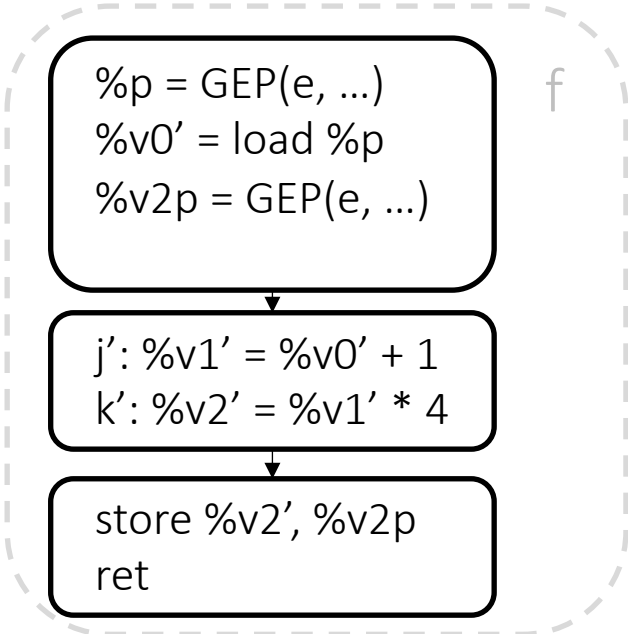 %p = GEP(e, …)
%v0’ = load %p
%v2p = GEP(e, …)
f
j’: %v1’ = %v0’ + 1
k’: %v2’ = %v1’ * 4
store %v2’, %v2p
ret